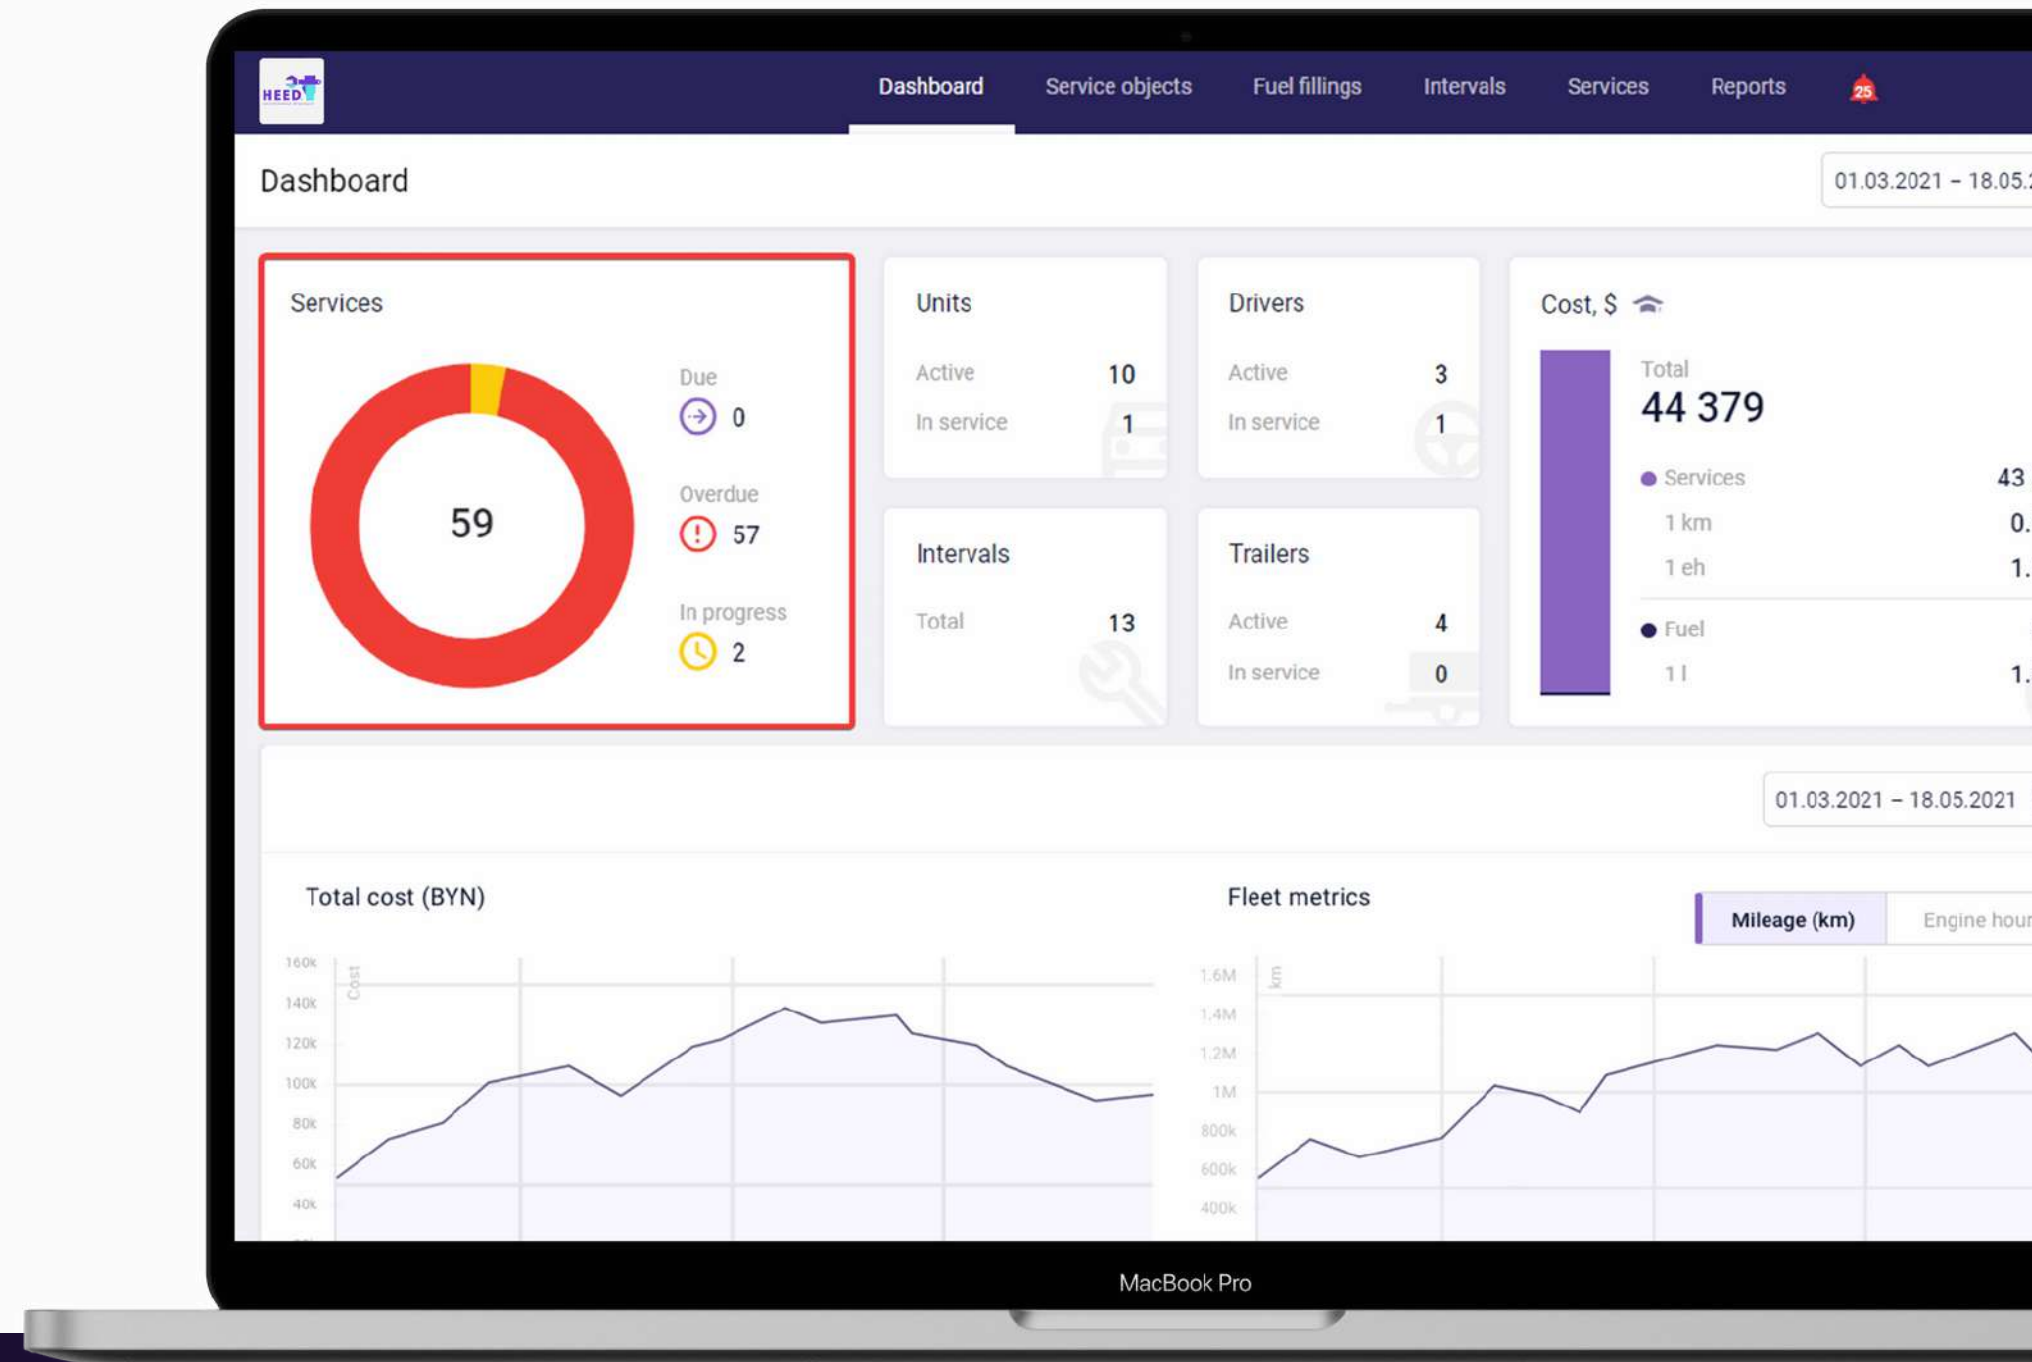 HEED
Dashboard
Service objects
Fuel fillings
Intervals
Services
Reports
25
Dashboard
01.03.2021 – 18.05.
Services
59
Due
0
Overdue
57
In progress
2
Units
Active 10
In service 1
Drivers
Active 3
In service 1
Intervals
Total 13
Trailers
Active 4
In service 0
Cost, $
Total
44 379
Services 43
1 km 0.
1 eh 1.
Fuel
1 l 1.
01.03.2021 – 18.05.2021
Total cost (BYN)
160k
140k
120k
100k
80k
60k
40k
Cost
Fleet metrics
Mileage (km)
Engine hour
1.6M
1.4M
1.2M
1M
800k
600k
400k
km
MacBook Pro